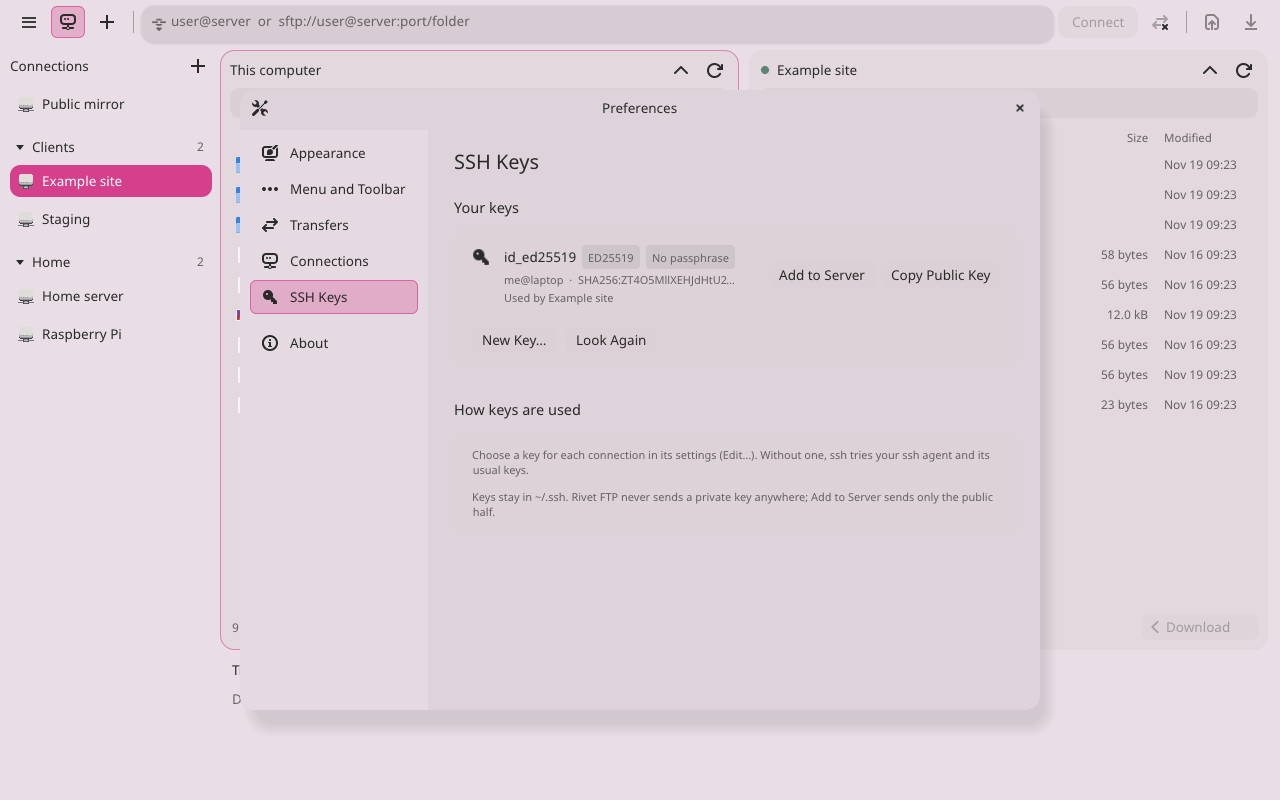 user@server or sftp://user@server:port/folder
Connect
Connections
Public mirror
Clients 2
Example site
Staging
Home 2
Home server
Raspberry Pi
This computer
Example site
Size Modified
Nov 19 09:23
Nov 19 09:23
Nov 19 09:23
58 bytes Nov 16 09:23
56 bytes Nov 16 09:23
12.0 kB Nov 19 09:23
56 bytes Nov 16 09:23
56 bytes Nov 19 09:23
23 bytes Nov 16 09:23
9
Download
Preferences
Appearance
Menu and Toolbar
Transfers
Connections
SSH Keys
About
SSH Keys
Your keys
id_ed25519 ED25519 No passphrase
me@laptop · SHA256:ZT4O5MlIXEHJdHtU2...
Used by Example site
Add to Server Copy Public Key
New Key... Look Again
How keys are used
Choose a key for each connection in its settings (Edit...). Without one, ssh tries your ssh agent and its
usual keys.
Keys stay in ~/.ssh. Rivet FTP never sends a private key anywhere; Add to Server sends only the public
half.